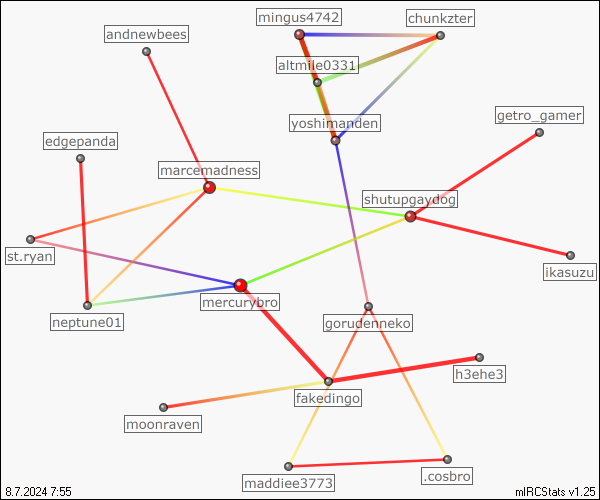 mingus4742
chunkzter
andnewbees
altmile0331
getro_gamer
yoshimanden
edgepanda
marcemadness
shutupgaydog
st.ryan
ikasuzu
mercurybro
neptune01
gorudenneko
h3ehe3
fakedingo
moonraven
.cosbro
maddiee3773
8.7.2024 7:55
mIRCStats v1.25